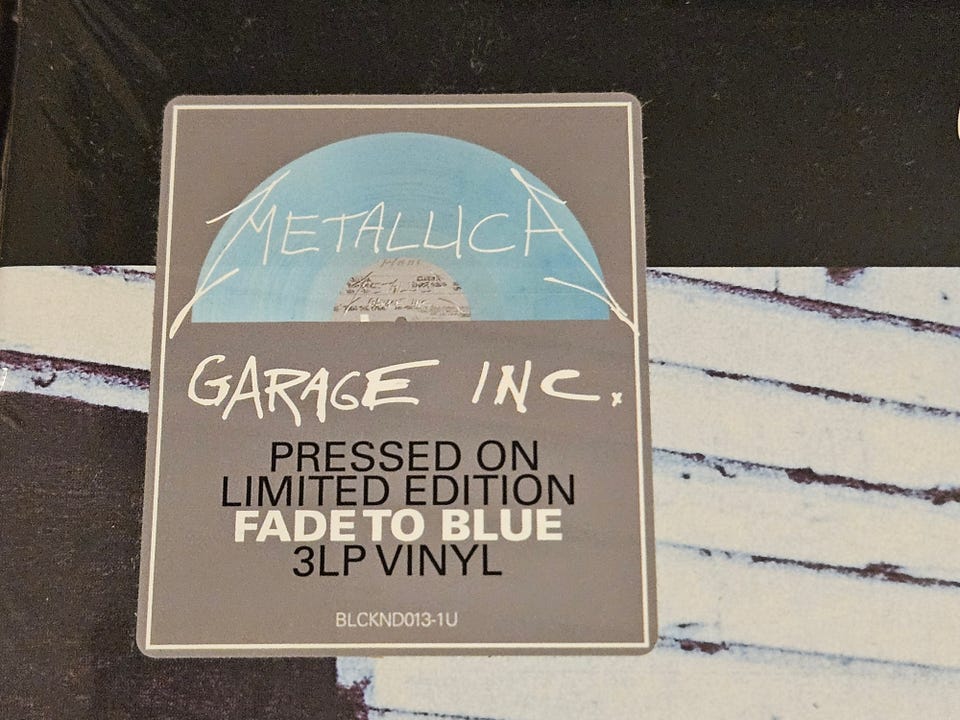 METALLICA
GARAGE INC.
PRESSED ON
LIMITED EDITION
FADE TO BLUE
3LP VINYL
BLCKND013-1U